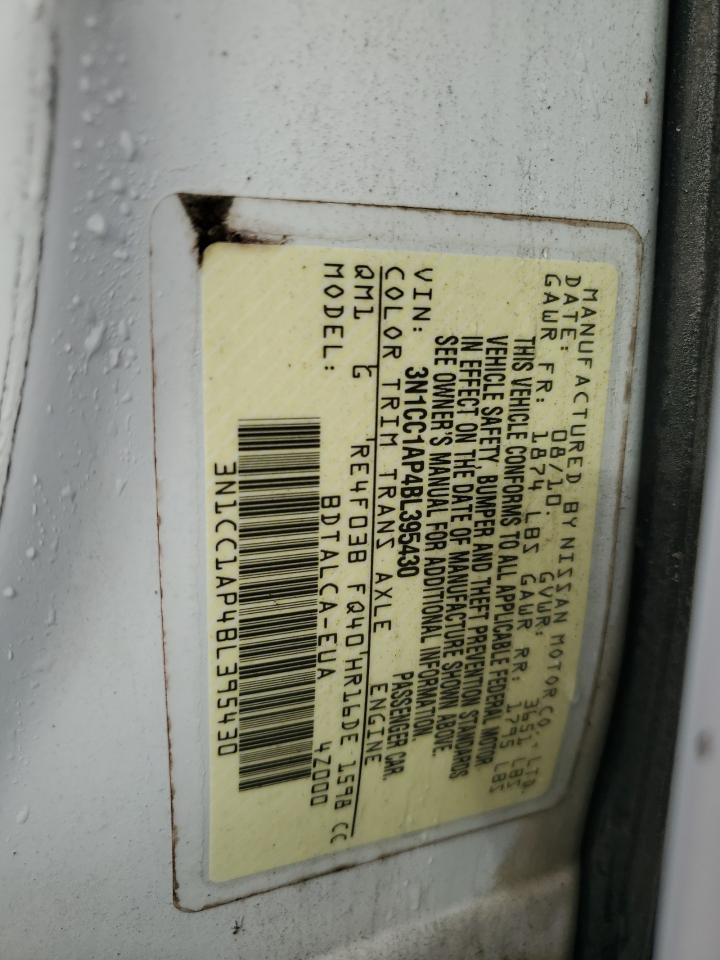 MANUFACTURED BY NISSAN MOTOR CO., LTD.
DATE: 08/10 GVWR: 3651 LBS
GAWR FR: 1874 LBS GAWR RR: 1795 LBS
THIS VEHICLE CONFORMS TO ALL APPLICABLE FEDERAL MOTOR
VEHICLE SAFETY, BUMPER AND THEFT PREVENTION STANDARDS
IN EFFECT ON THE DATE OF MANUFACTURE SHOWN ABOVE.
SEE OWNER'S MANUAL FOR ADDITIONAL INFORMATION.
VIN: 3N1CC1AP4BL395430 PASSENGER CAR.
COLOR TRIM TRANS AXLE ENGINE
QM1 G RE4F03B FQ40 HR16DE 1598 CC
MODEL: BDTALCA-EUA 4Z000
3N1CC1AP4BL395430